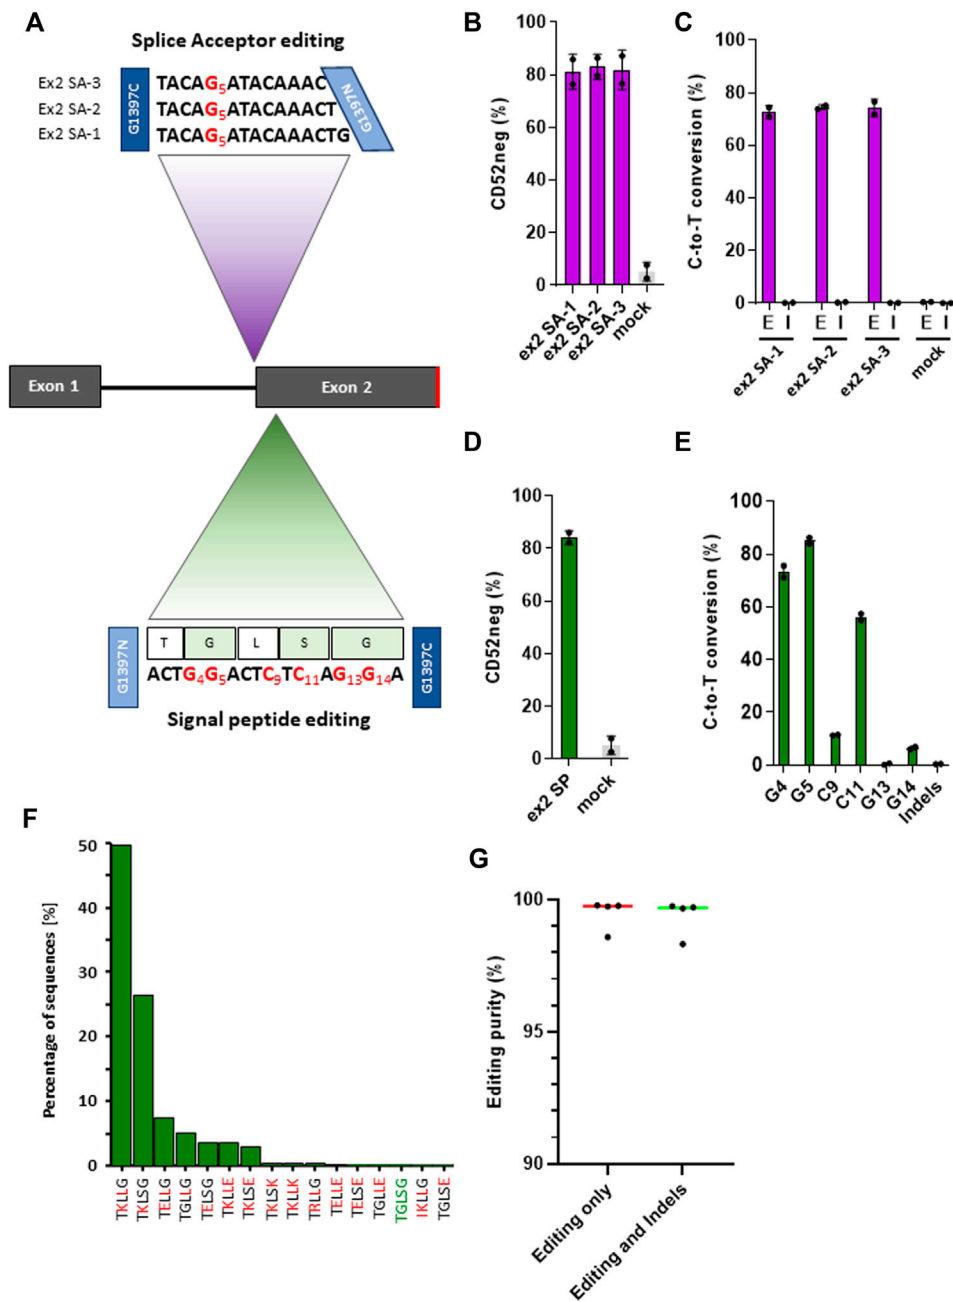 A
Splice Acceptor editing
Ex2 SA-3 TACAG5ATACAAAC
Ex2 SA-2 TACAG5ATACAAACT
Ex2 SA-1 TACAG5ATACAAACTG
G1397C
G1397N
Exon 1
Exon 2
T G L S G
ACTG4G5ACTC9TC11AG13G14A
G1397N
G1397C
Signal peptide editing
B
CD52neg (%)
100
80
60
40
20
0
ex2 SA-1
ex2 SA-2
ex2 SA-3
mock
C
C-to-T conversion (%)
80
60
40
20
0
E I E I E I E I
ex2 SA-1
ex2 SA-2
ex2 SA-3
mock
D
CD52neg (%)
100
80
60
40
20
0
ex2 SP
mock
E
C-to-T conversion (%)
100
80
60
40
20
0
G4
G5
C9
C11
G13
G14
Indels
F
Percentage of sequences [%]
50
40
30
20
10
0
TKLLG
TKLSG
TELLG
TGLLG
TELSG
TKLLE
TKLSE
TKLSK
TKLLK
TRLLG
TELLE
TELSE
TGLLE
TGLSG
IKLLG
TGLSE
G
Editing purity (%)
100
95
90
Editing only
Editing and Indels